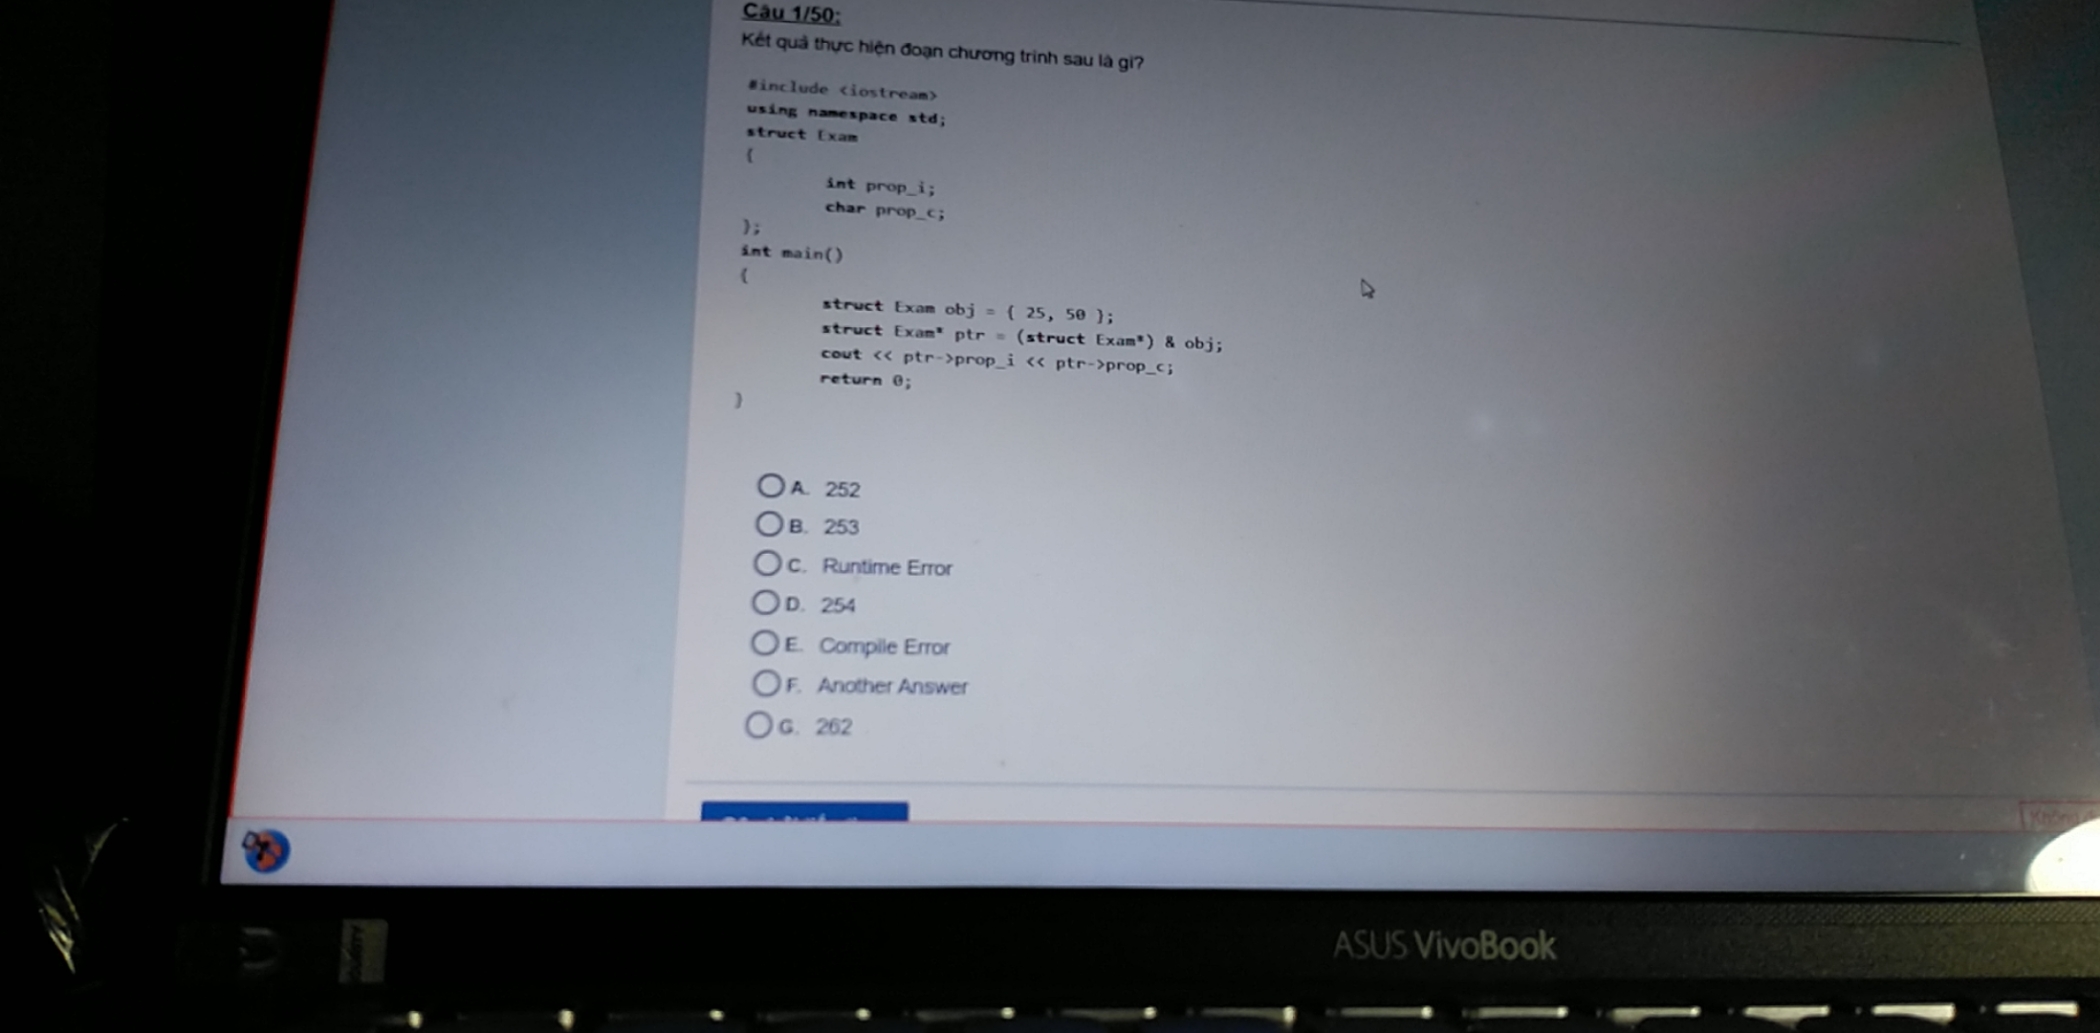 Câu 1/50:
Kết quả thực hiện đoạn chương trình sau là gì?
#include <iostream>
using namespace std;
struct Exam
{
int prop_i;
char prop_c;
};
int main()
{
struct Exam obj = { 25, 50 };
struct Exam* ptr = (struct Exam*) & obj;
cout << ptr->prop_i << ptr->prop_c;
return 0;
}
A. 252
B. 253
C. Runtime Error
D. 254
E. Compile Error
F. Another Answer
G. 262
Không
ASUS VivoBook